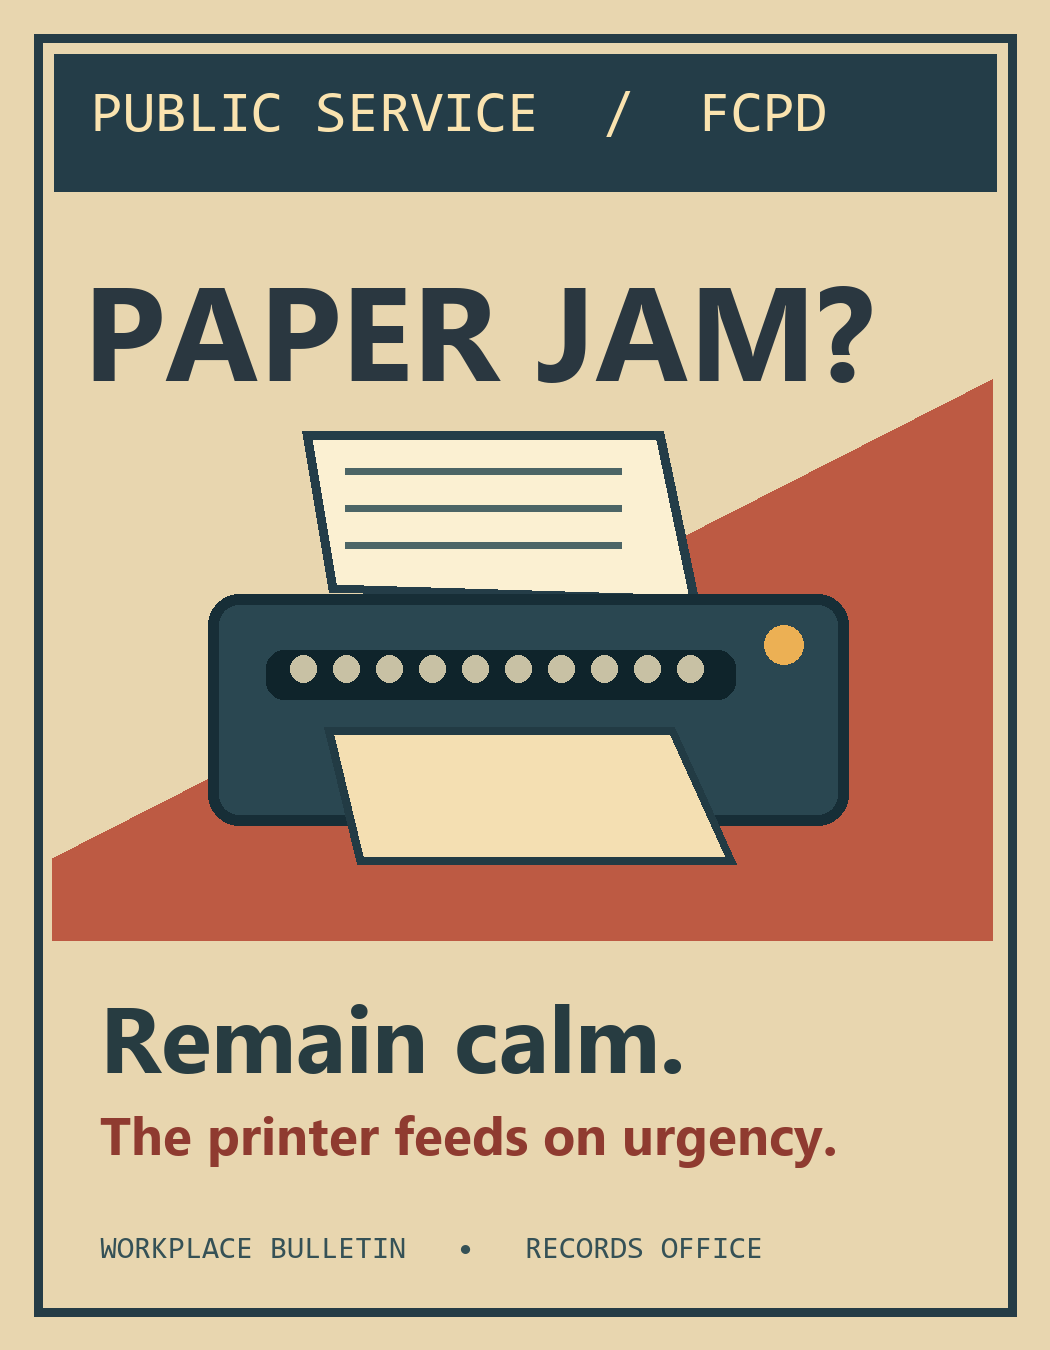 PUBLIC SERVICE / FCPD
PAPER JAM?
Remain calm.
The printer feeds on urgency.
WORKPLACE BULLETIN • RECORDS OFFICE